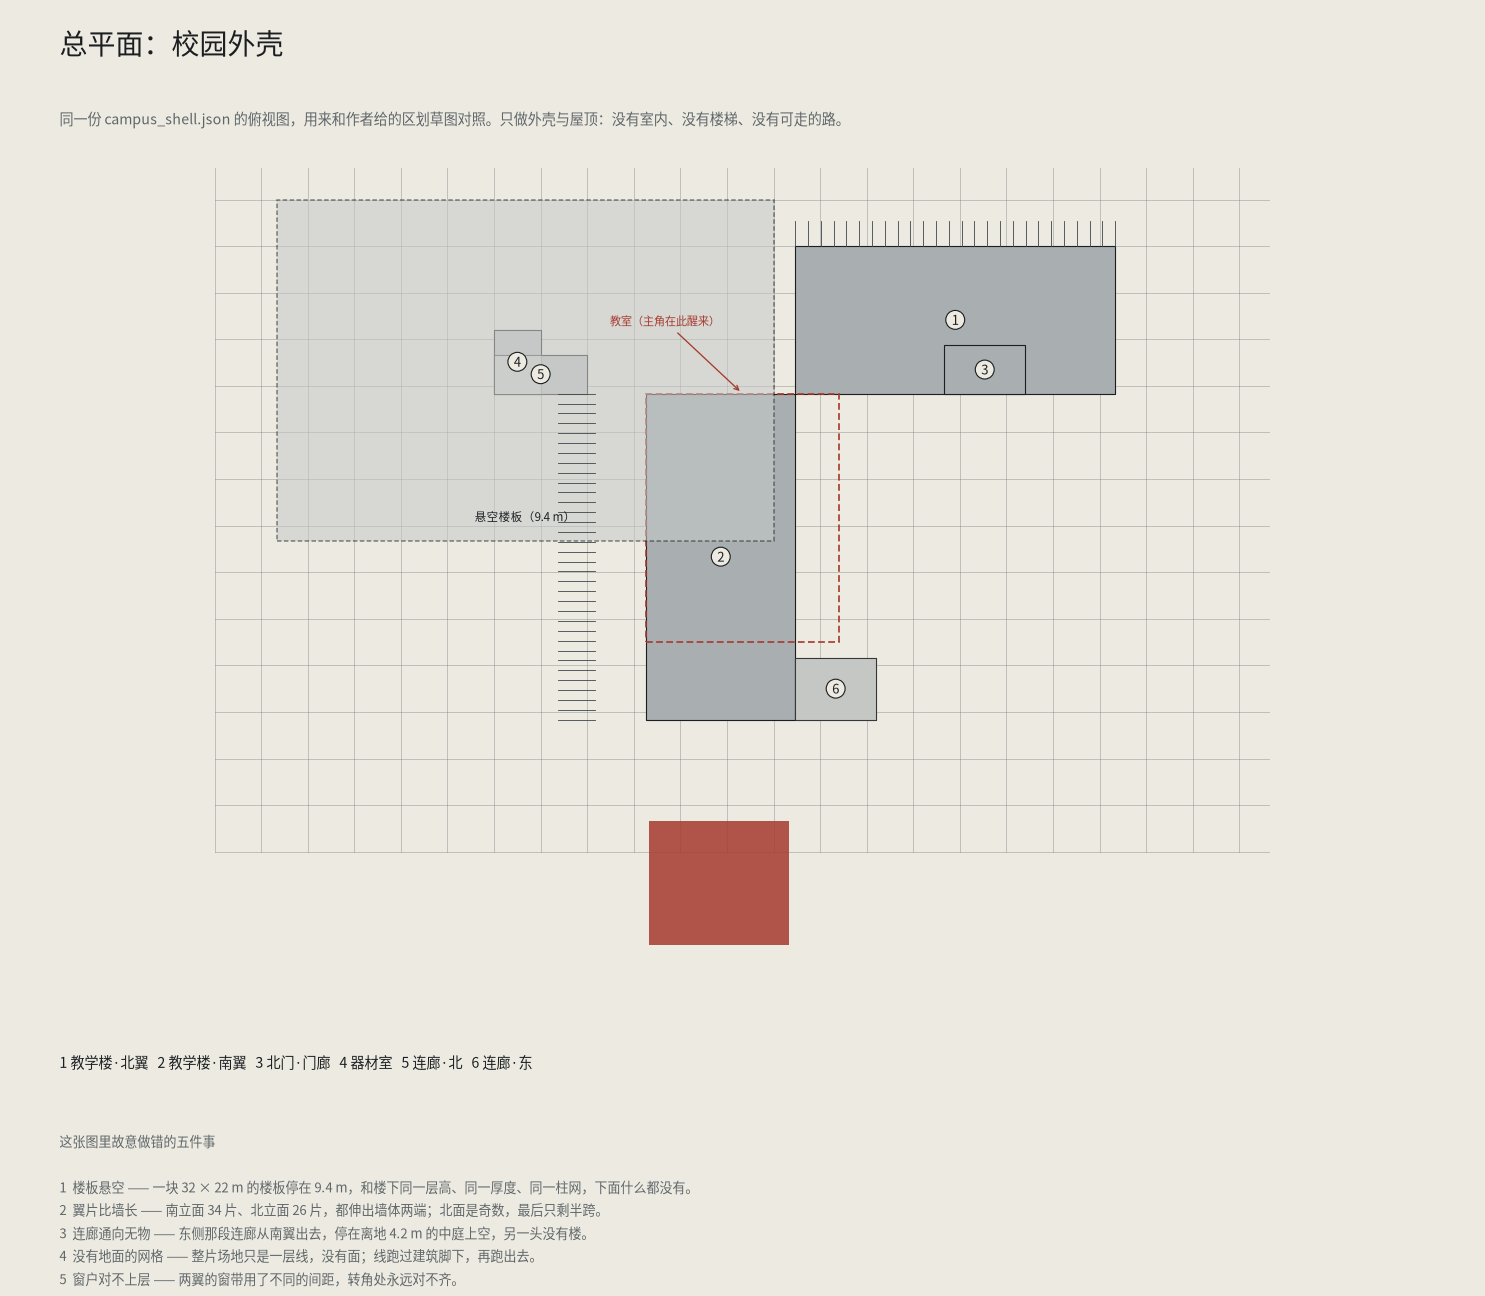 总平面：校园外壳
同一份 campus_shell.json 的俯视图，用来和作者给的区划草图对照。只做外壳与屋顶：没有室内、没有楼梯、没有可走的路。
教室（主角在此醒来）
1
3
4
5
悬空楼板（9.4 m）
2
6
1 教学楼·北翼 2 教学楼·南翼 3 北门·门廊 4 器材室 5 连廊·北 6 连廊·东
这张图里故意做错的五件事
1 楼板悬空 —— 一块 32 × 22 m 的楼板停在 9.4 m，和楼下同一层高、同一厚度、同一柱网，下面什么都没有。
2 翼片比墙长 —— 南立面 34 片、北立面 26 片，都伸出墙体两端；北面是奇数，最后只剩半跨。
3 连廊通向无物 —— 东侧那段连廊从南翼出去，停在离地 4.2 m 的中庭上空，另一头没有楼。
4 没有地面的网格 —— 整片场地只是一层线，没有面；线跑过建筑脚下，再跑出去。
5 窗户对不上层 —— 两翼的窗带用了不同的间距，转角处永远对不齐。